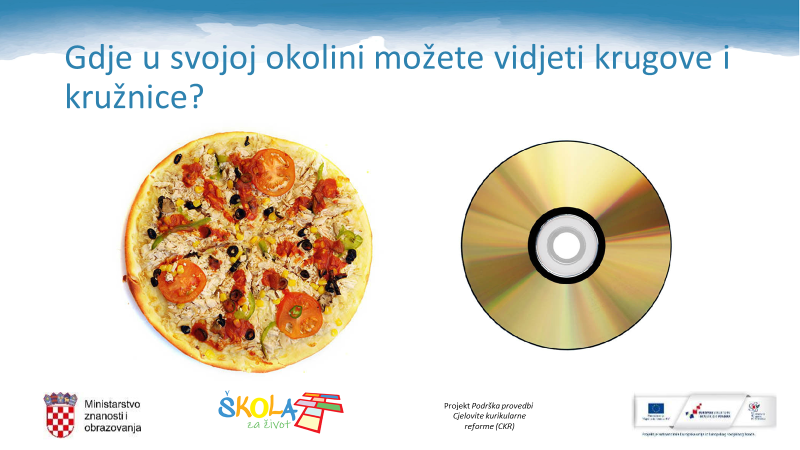 Gdje u svojoj okolini možete vidjeti krugove i
kružnice?
Ministarstvo
znanosti i
obrazovanja
ŠKOLA
za život
Projekt Podrška provedbi
Cjelovite kurikularne
reforme (CKR)